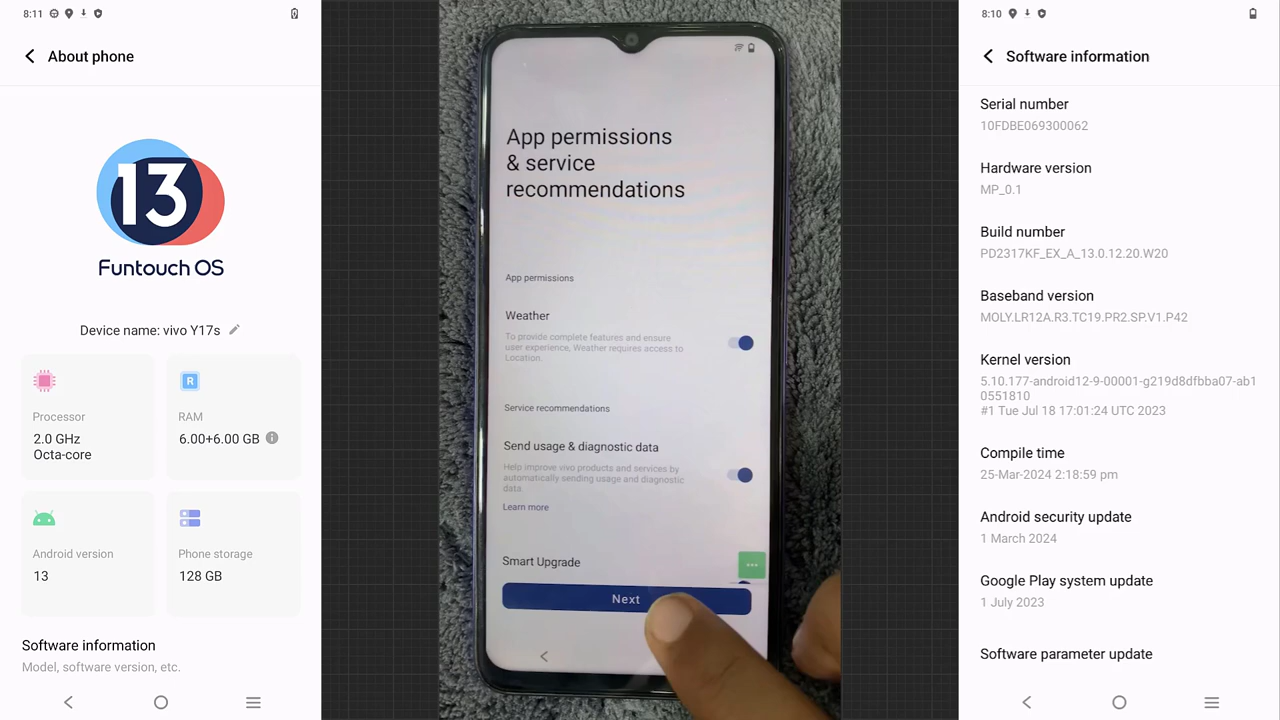 8:11
About phone
13
Funtouch OS
Device name: vivo Y17s
Processor
2.0 GHz
Octa-core
RAM
6.00+6.00 GB
Android version
13
Phone storage
128 GB
Software information
Model, software version, etc.
App permissions
& service
recommendations
App permissions
Weather
To provide complete features and ensure
user experience, Weather requires access to
Location.
Service recommendations
Send usage & diagnostic data
Help improve vivo products and services by
automatically sending usage and diagnostic
data.
Learn more
Smart Upgrade
Next
8:10
Software information
Serial number
10FDBE069300062
Hardware version
MP_0.1
Build number
PD2317KF_EX_A_13.0.12.20.W20
Baseband version
MOLY.LR12A.R3.TC19.PR2.SP.V1.P42
Kernel version
5.10.177-android12-9-00001-g219d8dfbba07-ab1
0551810
#1 Tue Jul 18 17:01:24 UTC 2023
Compile time
25-Mar-2024 2:18:59 pm
Android security update
1 March 2024
Google Play system update
1 July 2023
Software parameter update